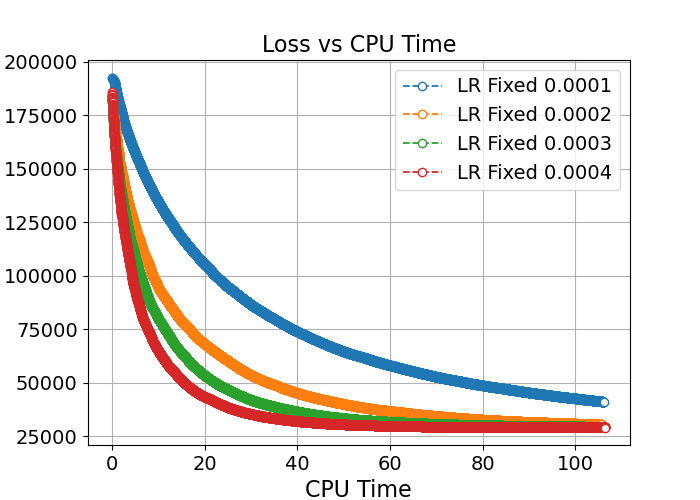 Loss vs CPU Time
200000
175000
150000
125000
100000
75000
50000
25000
LR Fixed 0.0001
LR Fixed 0.0002
LR Fixed 0.0003
LR Fixed 0.0004
0 20 40 60 80 100
CPU Time